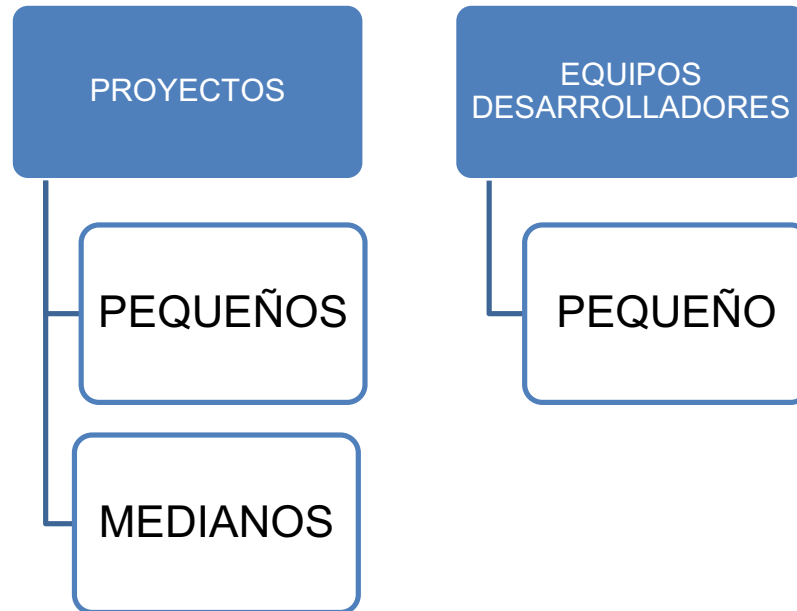 PROYECTOS
PEQUEÑOS
MEDIANOS
EQUIPOS
DESARROLLADORES
PEQUEÑO